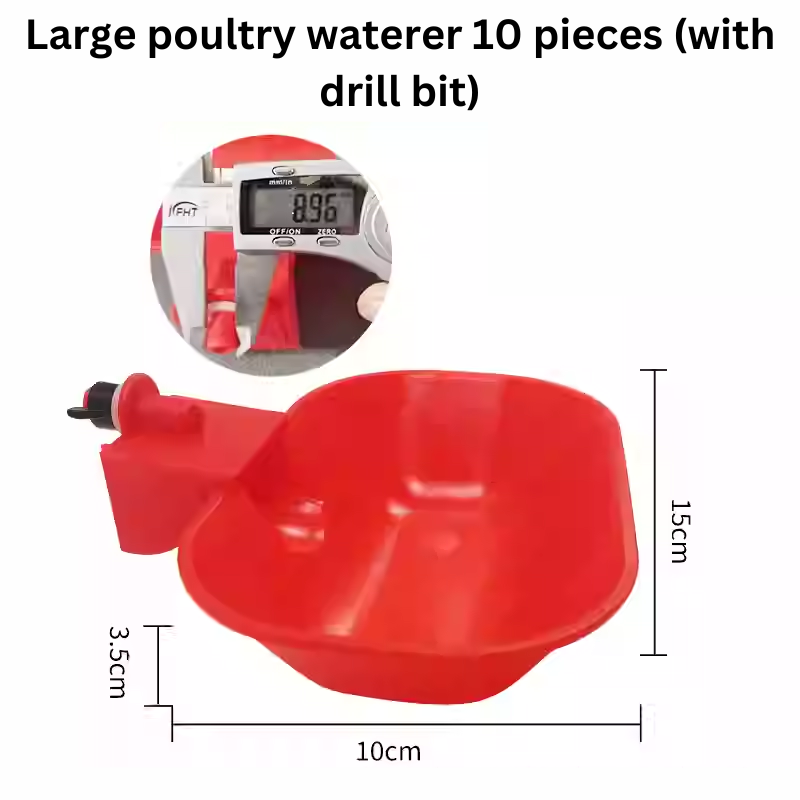 Large poultry waterer 10 pieces (with
drill bit)
mm/in
FHT
8.96
OFF/ON ZERO
15cm
3.5cm
10cm